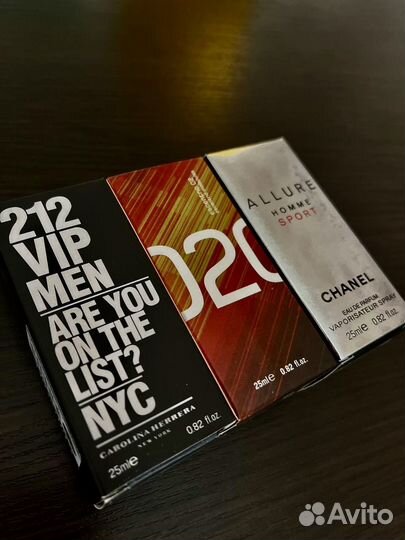 212
VIP
MEN
ARE YOU
ON THE
LIST?
NYC
CAROLINA HERRERA
NEW YORK
25ml℮ 0.82 fl.oz.
020
25ml℮ 0.82 fl.oz.
ALLURE
HOMME
SPORT
CHANEL
EAU DE PARFUM
VAPORISATEUR SPRAY
25ml℮ 0.82 fl.oz.
Avito